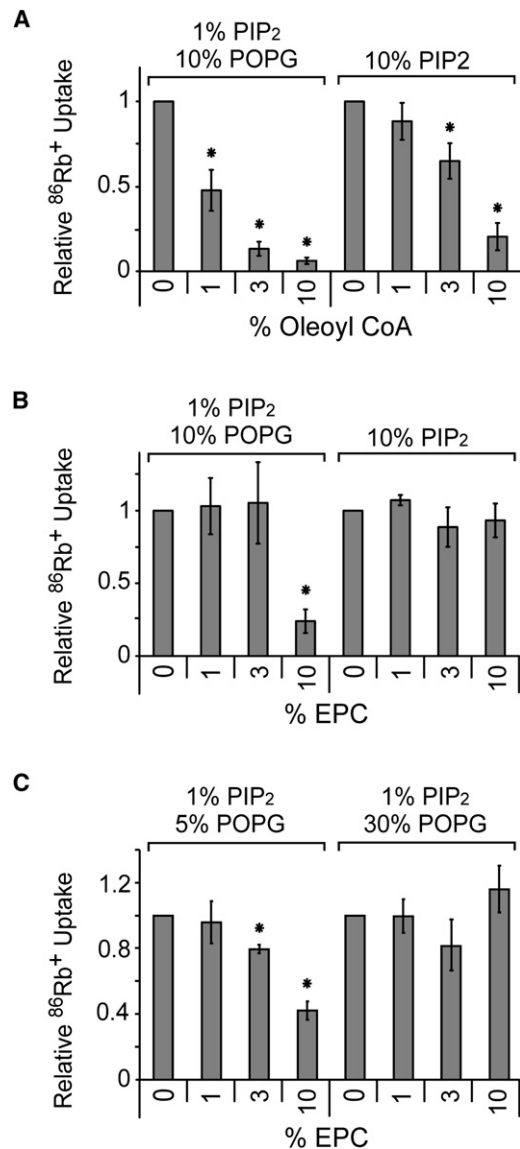 A
1% PIP2
10% POPG
10% PIP2
Relative 86Rb+ Uptake
1
0.5
0
0 1 3 10 0 1 3 10
% Oleoyl CoA
* * * * *
B
1% PIP2
10% POPG
10% PIP2
Relative 86Rb+ Uptake
1
0.5
0
*
0 1 3 10 0 1 3 10
% EPC
C
1% PIP2
5% POPG
1% PIP2
30% POPG
Relative 86Rb+ Uptake
1.2
0.8
0.4
0
* *
0 1 3 10 0 1 3 10
% EPC